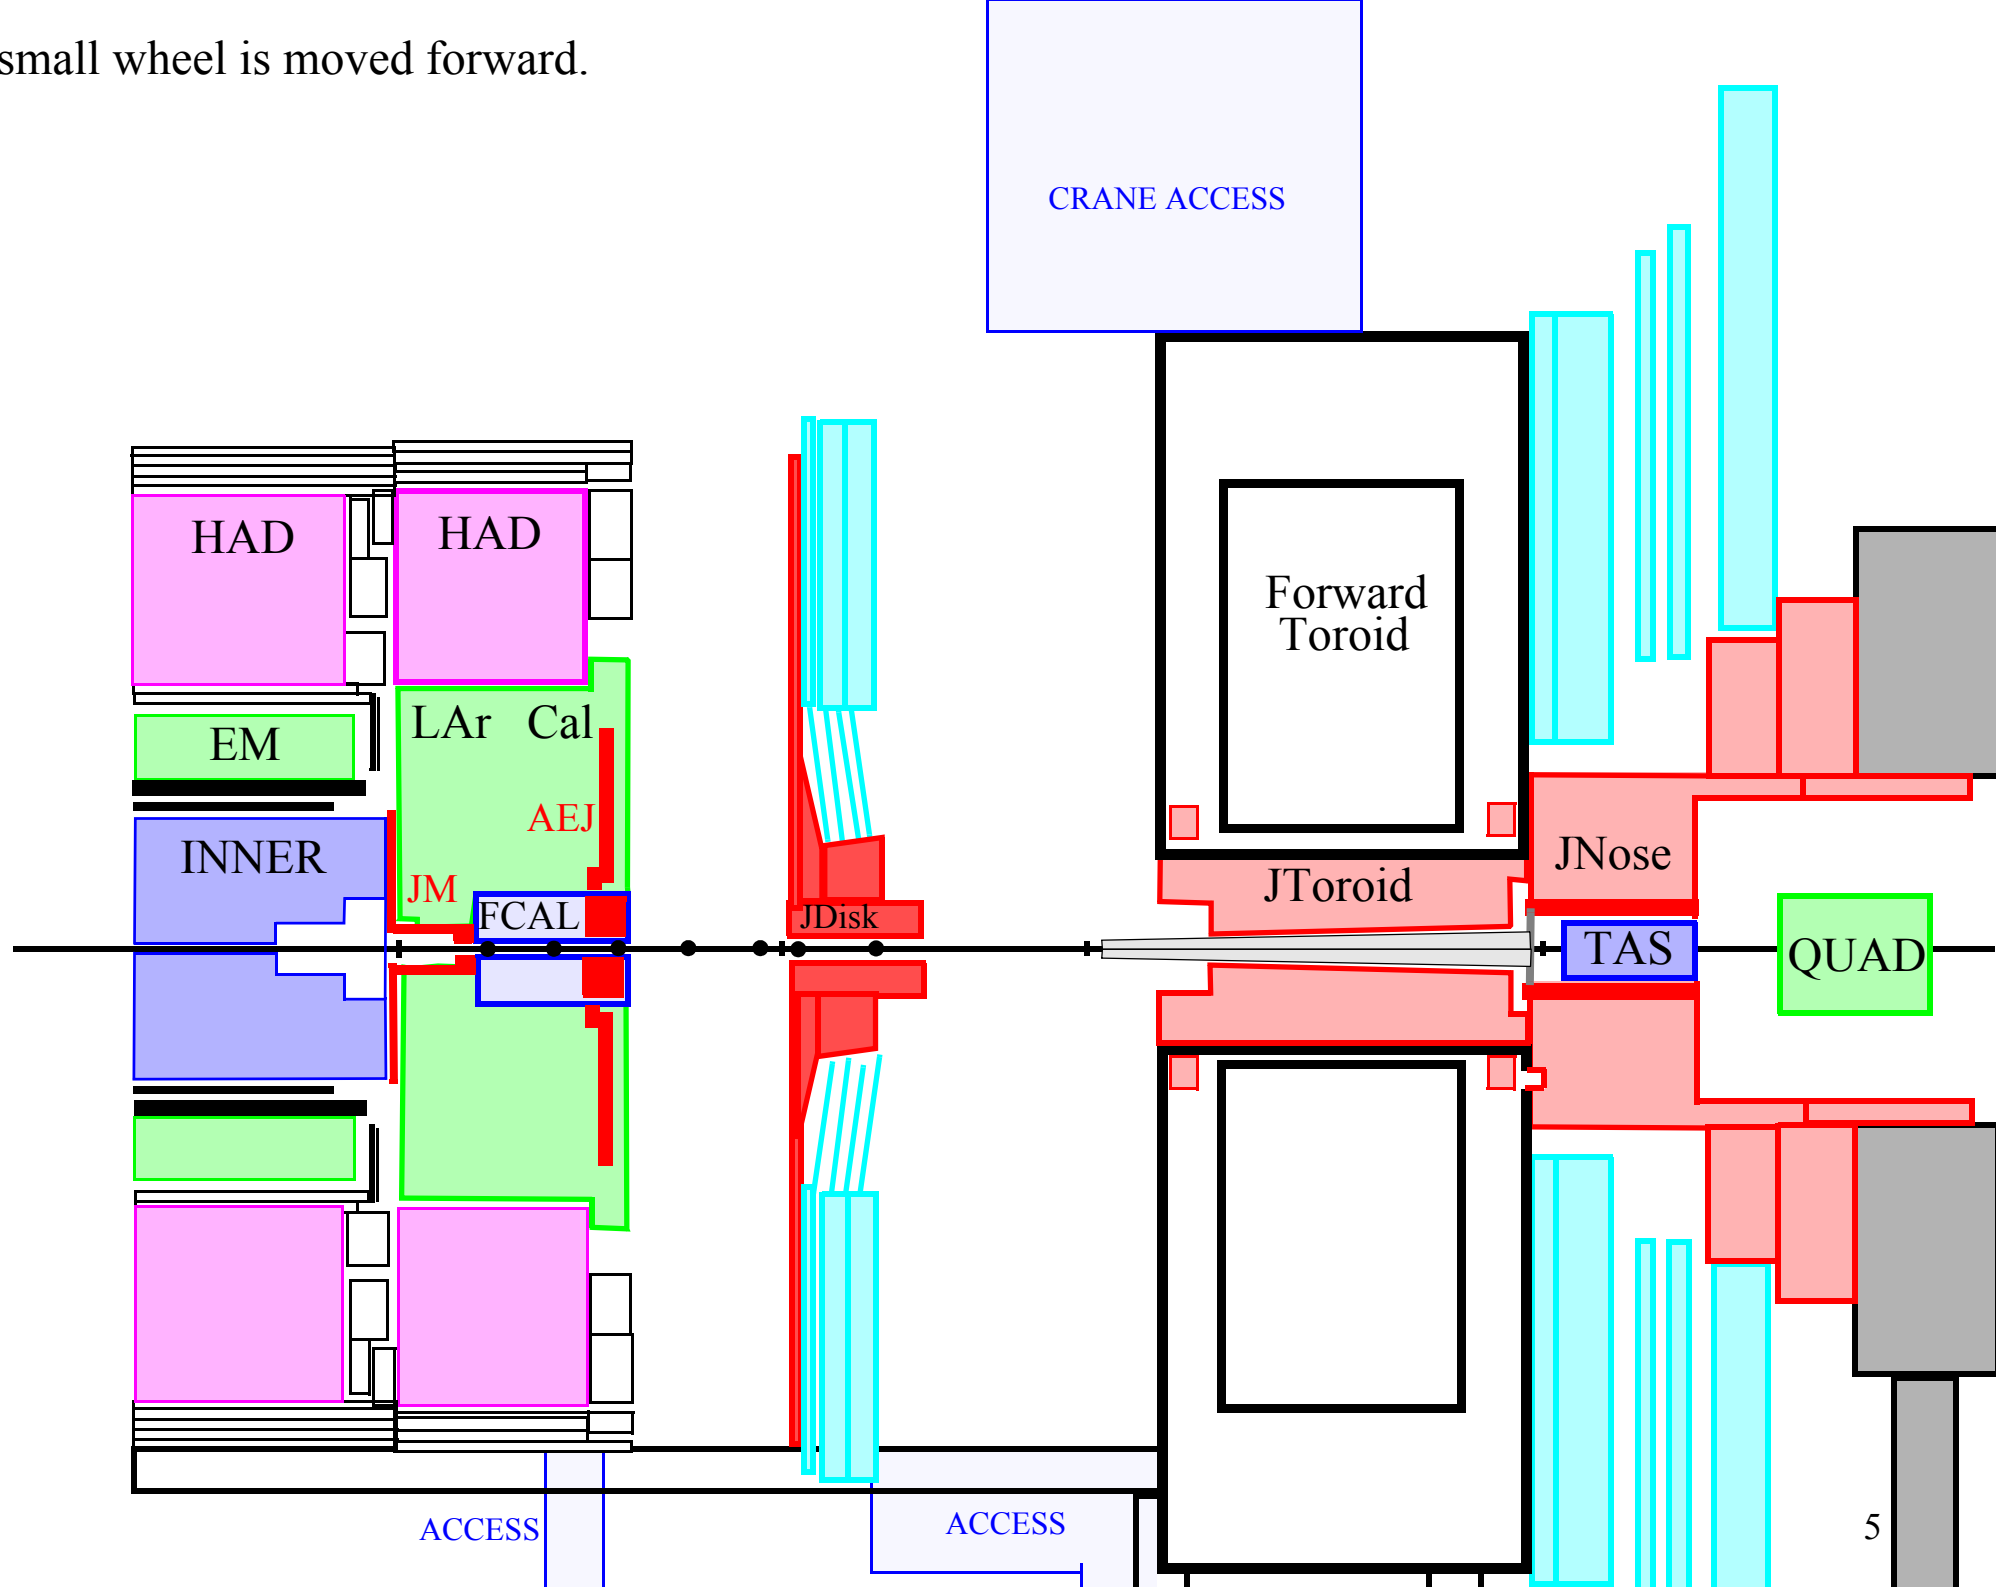 small wheel is moved forward.
CRANE ACCESS
HAD
HAD
Forward
Toroid
LAr Cal
EM
AEJ
INNER
JNose
JM
JToroid
FCAL
JDisk
TAS
QUAD
ACCESS
ACCESS
5